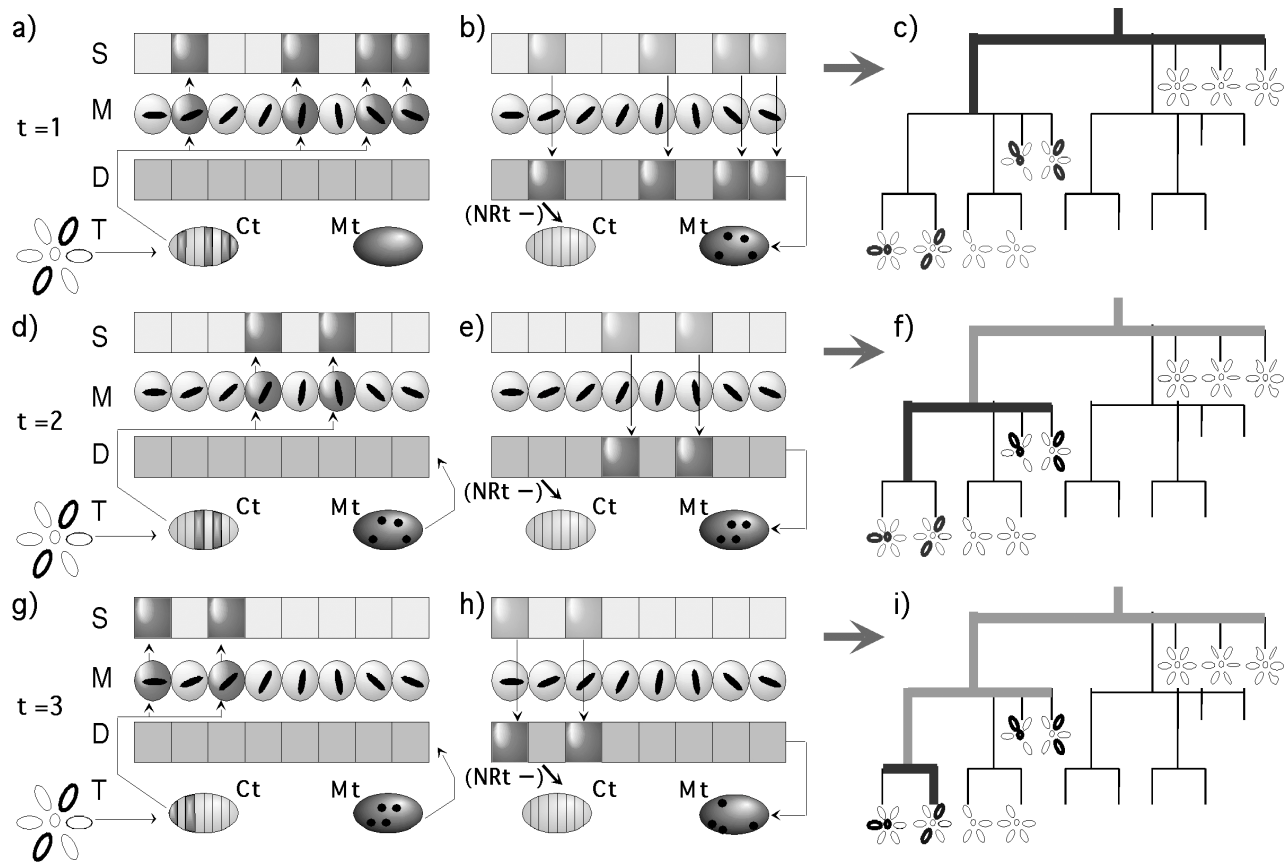 a)
S
M
t =1
D
T
Ct
Mt
b)
(NRt –)
Ct
Mt
c)
d)
S
M
t =2
D
T
Ct
Mt
e)
(NRt –)
Ct
Mt
f)
g)
S
M
t =3
D
T
Ct
Mt
h)
(NRt –)
Ct
Mt
i)